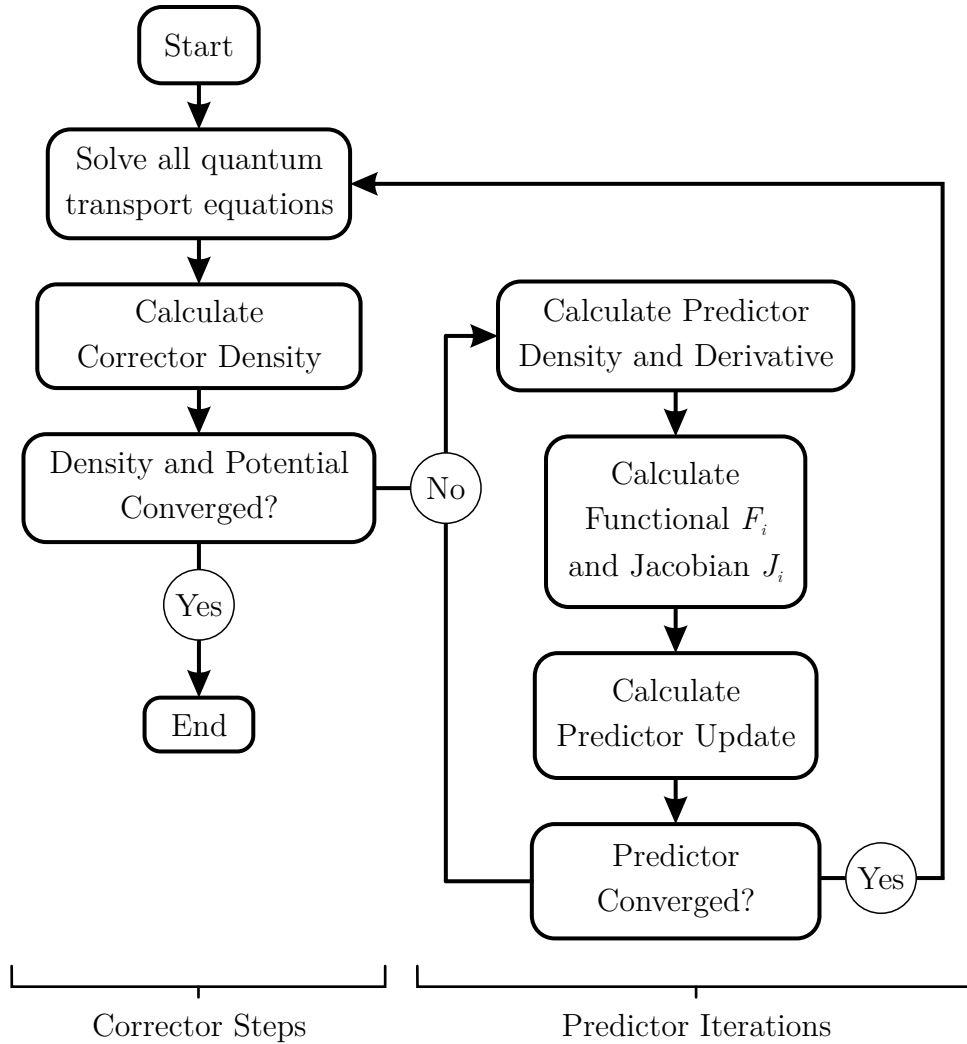 Start
Solve all quantum
transport equations
Calculate
Corrector Density
Density and Potential
Converged?
Yes
End
No
Calculate Predictor
Density and Derivative
Calculate
Functional F_i
and Jacobian J_i
Calculate
Predictor Update
Predictor
Converged?
Yes
Corrector Steps
Predictor Iterations